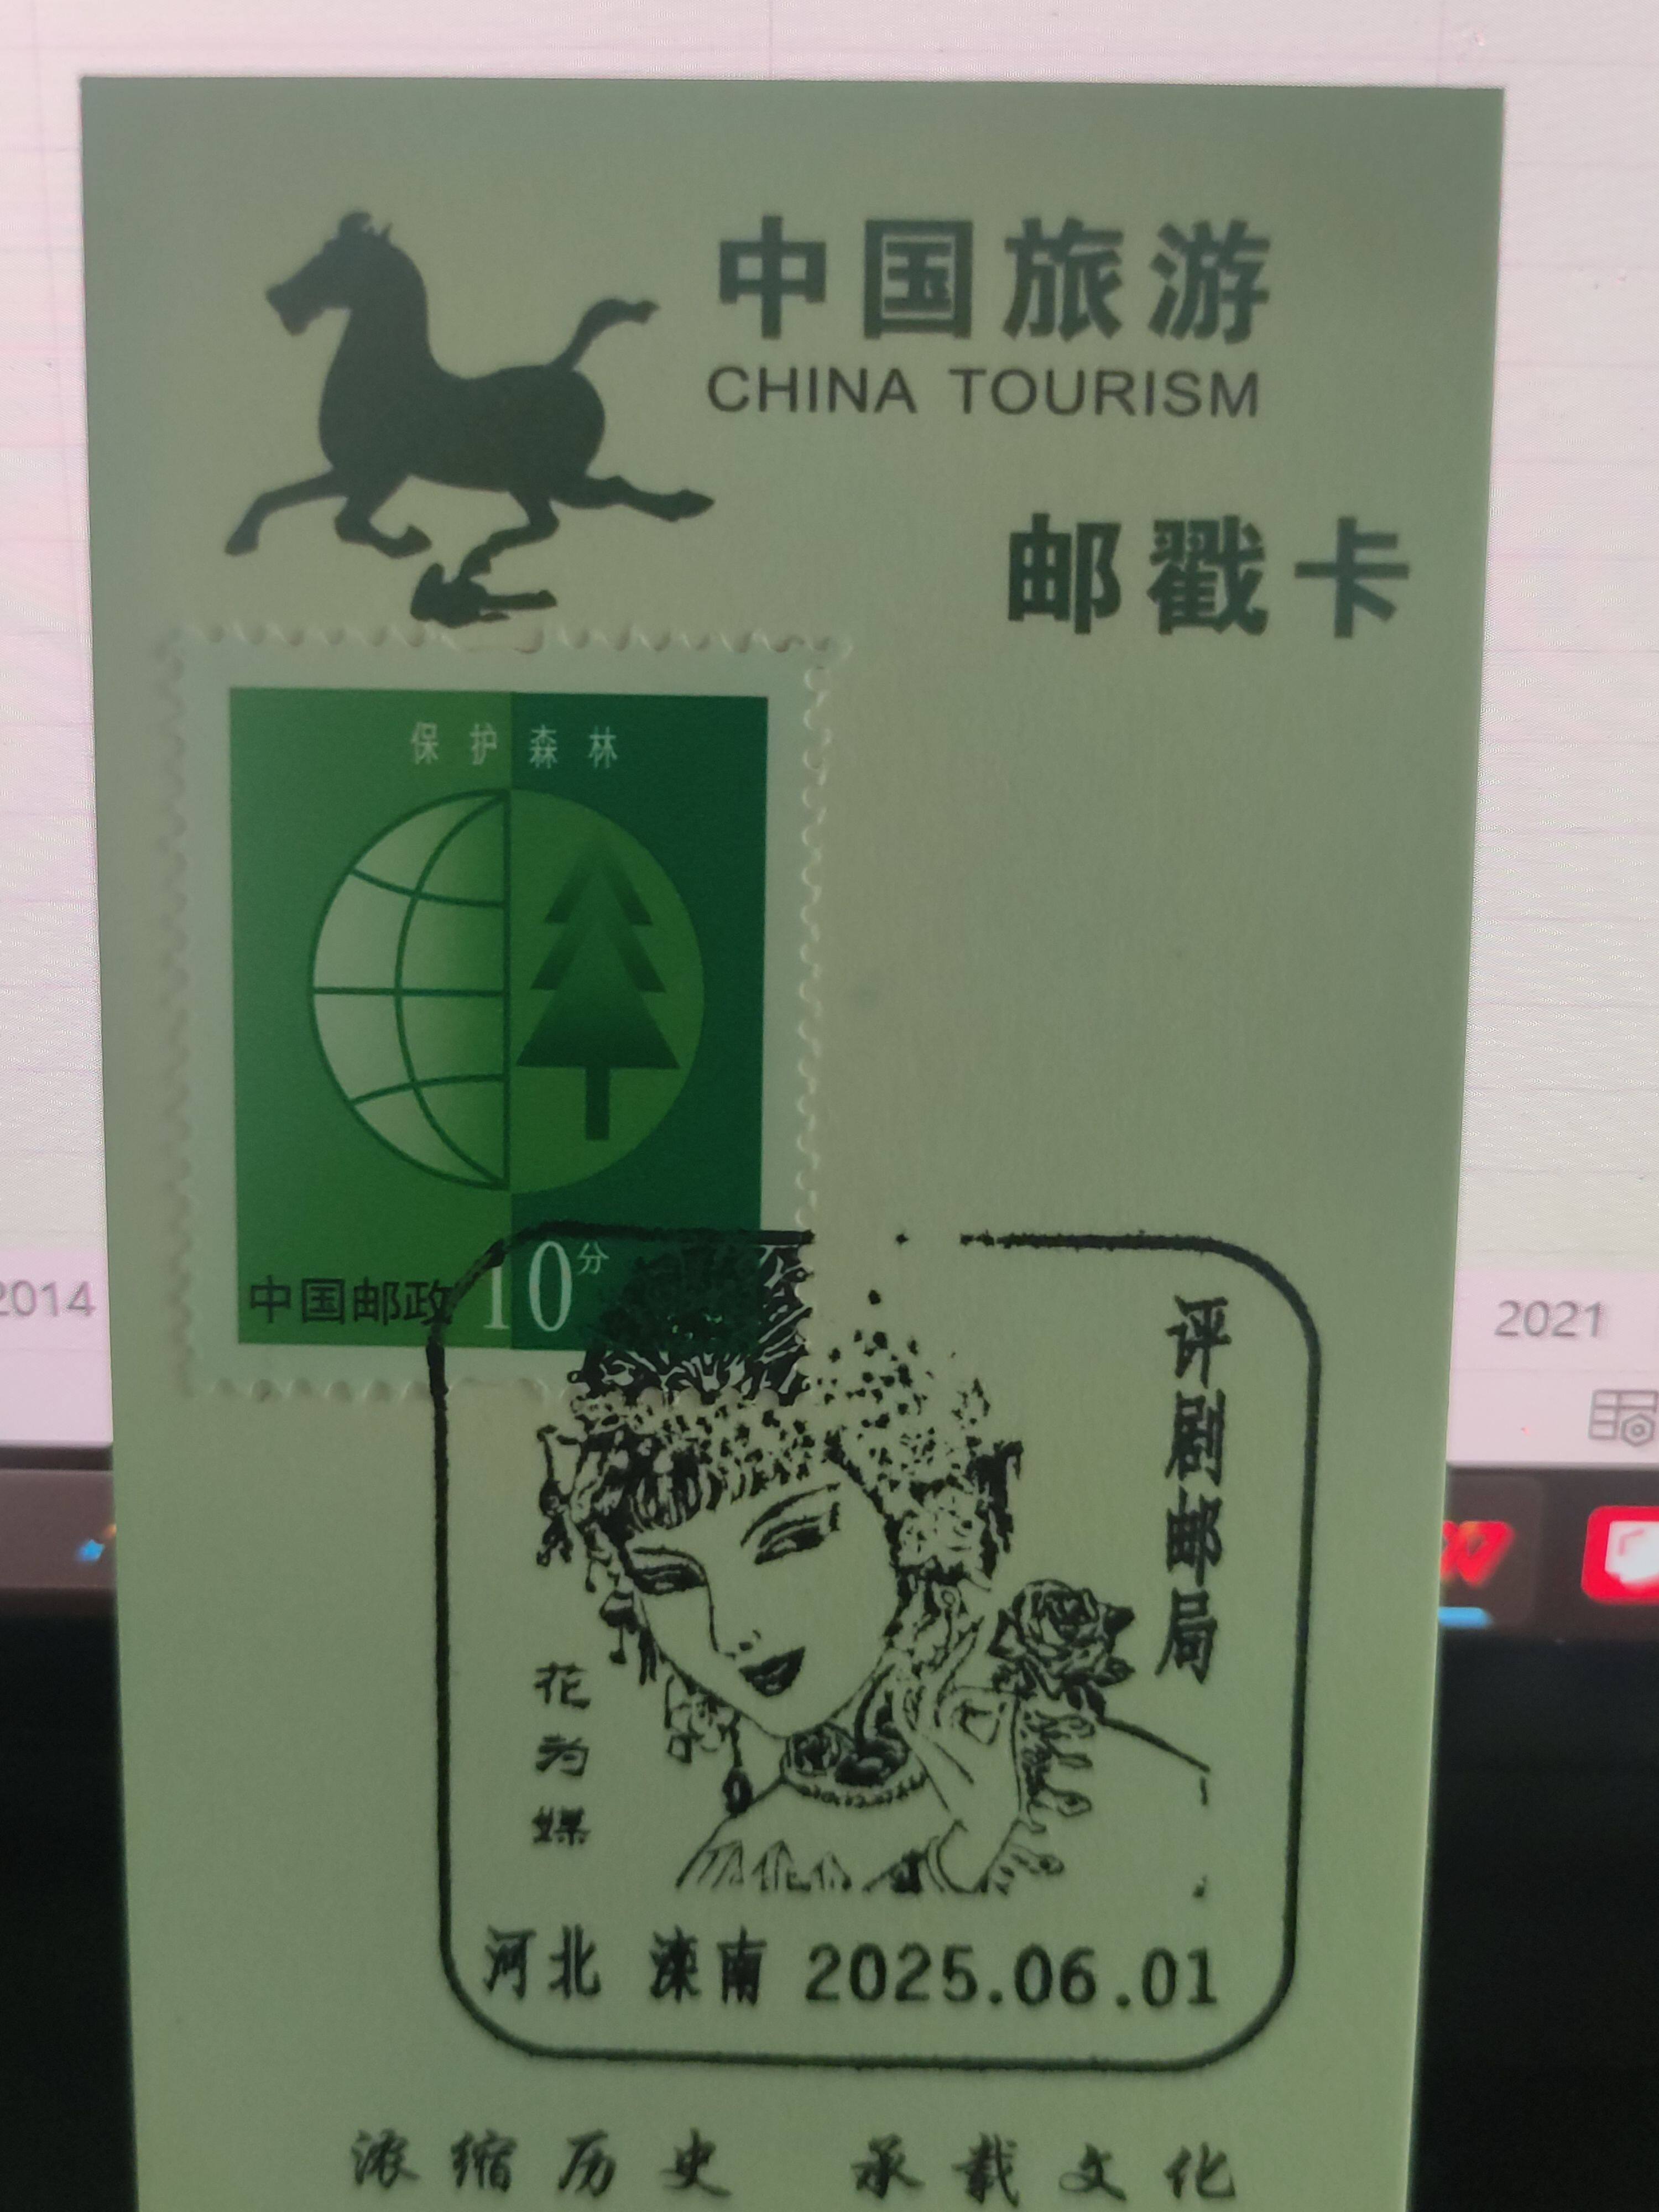 中国旅游
CHINA TOURISM
邮戳卡
保护森林
中国邮政 10分
评剧邮局
花为媒
河北 滦南 2025.06.01
浓缩历史 承载文化
2014
2021